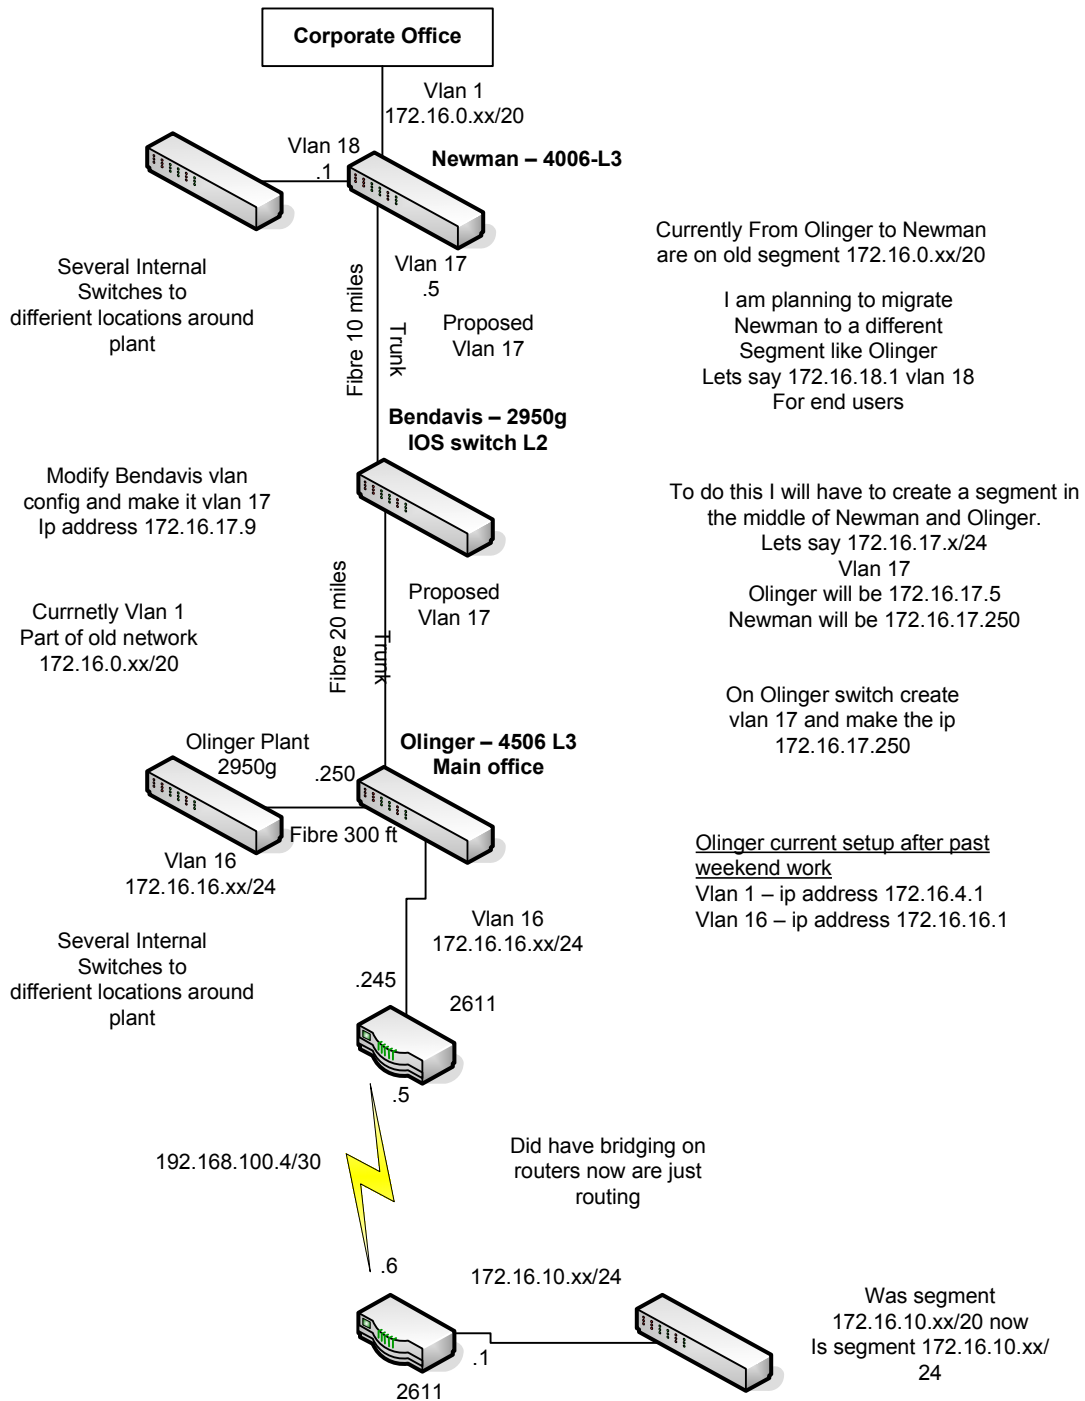 Corporate Office
Vlan 1
172.16.0.xx/20
Vlan 18
.1
Newman – 4006-L3
Several Internal
Switches to
differient locations around
plant
Vlan 17
.5
Proposed
Vlan 17
Fibre 10 miles
Trunk
Currently From Olinger to Newman
are on old segment 172.16.0.xx/20
I am planning to migrate
Newman to a different
Segment like Olinger
Lets say 172.16.18.1 vlan 18
For end users
Bendavis – 2950g
IOS switch L2
Modify Bendavis vlan
config and make it vlan 17
Ip address 172.16.17.9
To do this I will have to create a segment in
the middle of Newman and Olinger.
Lets say 172.16.17.x/24
Vlan 17
Olinger will be 172.16.17.5
Newman will be 172.16.17.250
Currnetly Vlan 1
Part of old network
172.16.0.xx/20
Fibre 20 miles
Trunk
Proposed
Vlan 17
On Olinger switch create
vlan 17 and make the ip
172.16.17.250
Olinger Plant
2950g
.250
Olinger – 4506 L3
Main office
Fibre 300 ft
Vlan 16
172.16.16.xx/24
Olinger current setup after past
weekend work
Vlan 1 – ip address 172.16.4.1
Vlan 16 – ip address 172.16.16.1
Several Internal
Switches to
differient locations around
plant
Vlan 16
172.16.16.xx/24
.245
2611
.5
192.168.100.4/30
Did have bridging on
routers now are just
routing
.6
172.16.10.xx/24
.1
2611
Was segment
172.16.10.xx/20 now
Is segment 172.16.10.xx/
24